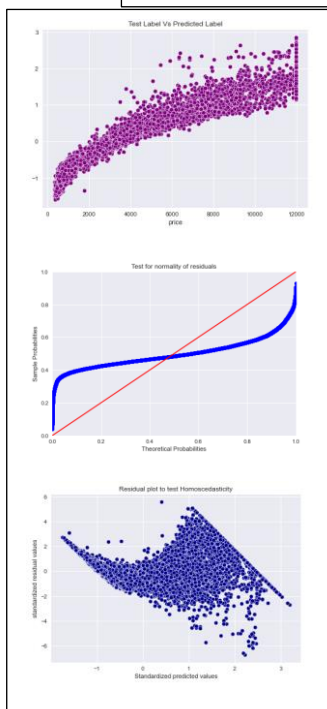 Test Label Vs Predicted Label
3
2
1
0
−1
2000 4000 6000 8000 10000 12000
price
Test for normality of residuals
1.0
0.8
0.6
0.4
0.2
0.0
Sample Probabilities
0.0 0.2 0.4 0.6 0.8 1.0
Theoretical Probabilities
Residual plot to test Homoscedasticity
6
4
2
0
−2
−4
−6
standardized residual values
−1 0 1 2 3
Standardized predicted values